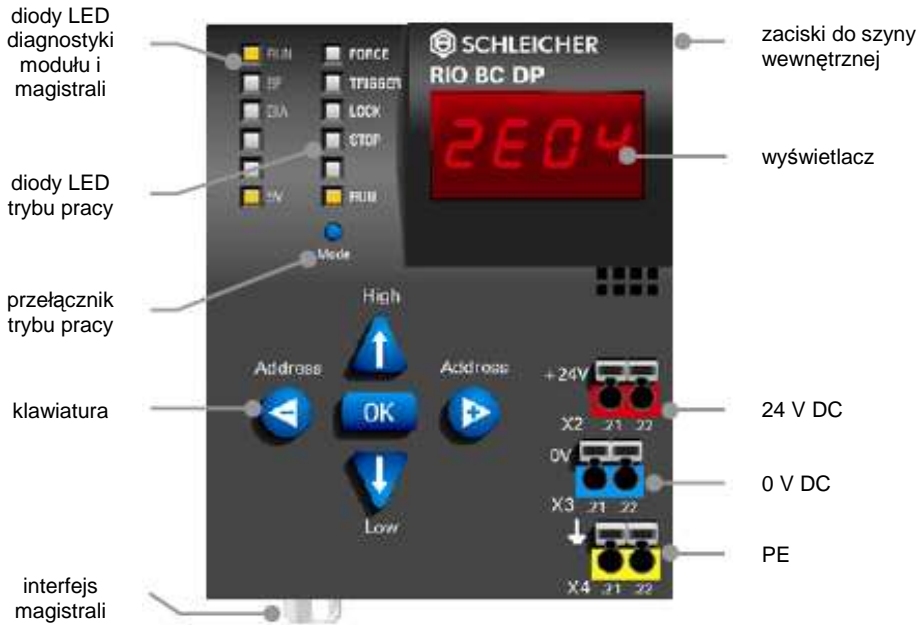 diody LED
diagnostyki
modułu i
magistrali
diody LED
trybu pracy
przełącznik
trybu pracy
klawiatura
interfejs
magistrali
RUN
BF
DIA
5V
FORCE
TRIGGER
LOCK
STOP
RUN
Mode
SCHLEICHER
RIO BC DP
2E04
High
Address
Address
OK
Low
+24V
X2 .21 .22
0V
X3 .21 .22
X4 .21 .22
zaciski do szyny
wewnętrznej
wyświetlacz
24 V DC
0 V DC
PE